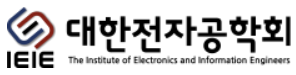 대한전자공학회
IEIE The Institute of Electronics and Information Engineers